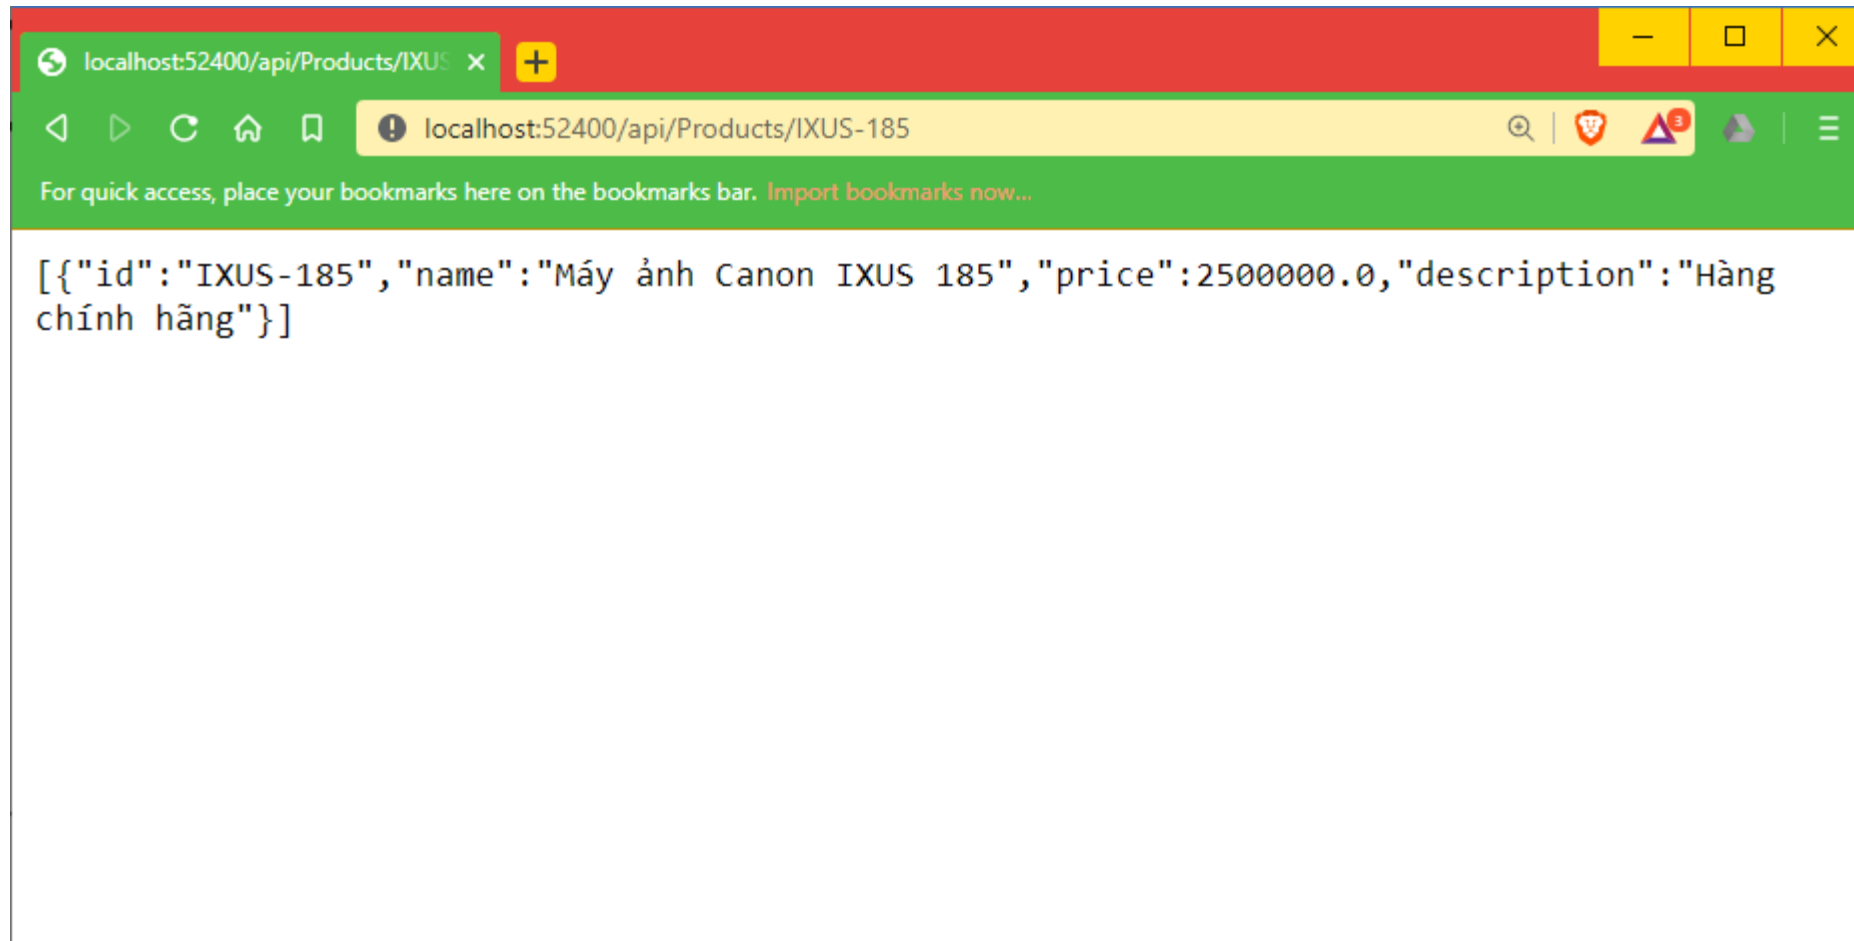 localhost:52400/api/Products/IXUS
localhost:52400/api/Products/IXUS-185
3
For quick access, place your bookmarks here on the bookmarks bar. Import bookmarks now...
[{"id":"IXUS-185","name":"Máy ảnh Canon IXUS 185","price":2500000.0,"description":"Hàng
chính hãng"}]